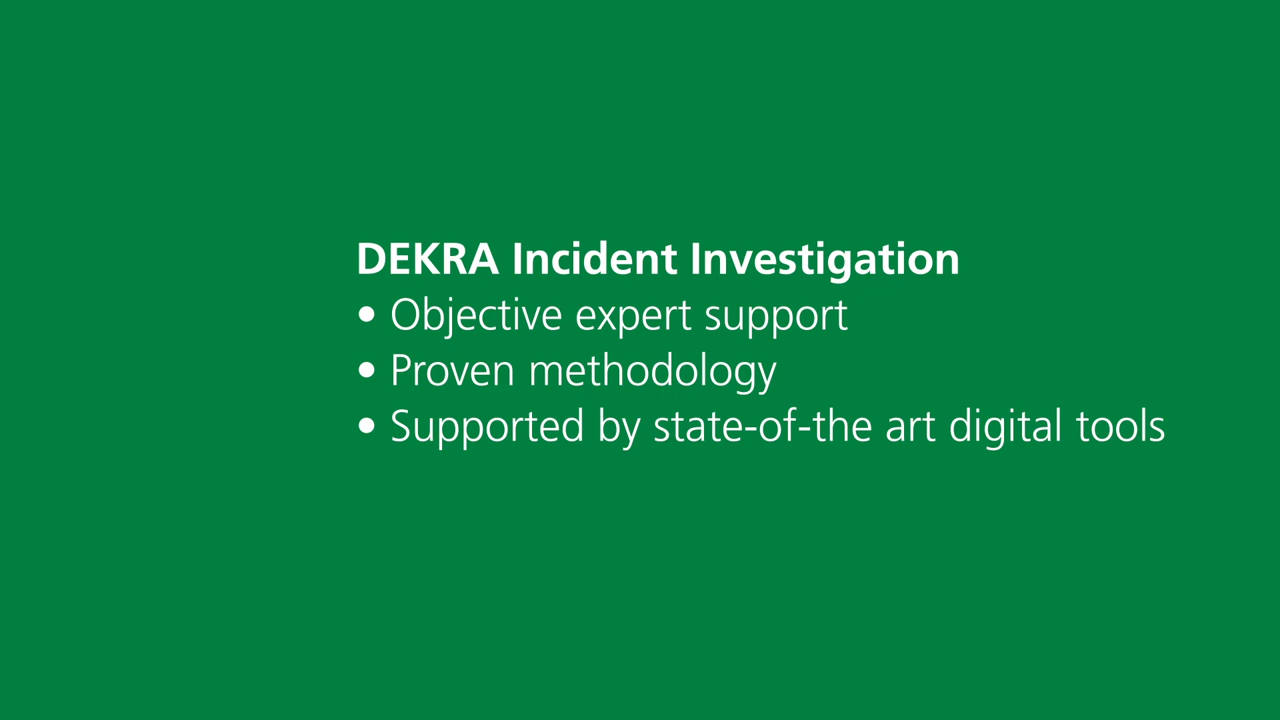 DEKRA Incident Investigation
• Objective expert support
• Proven methodology
• Supported by state-of-the art digital tools